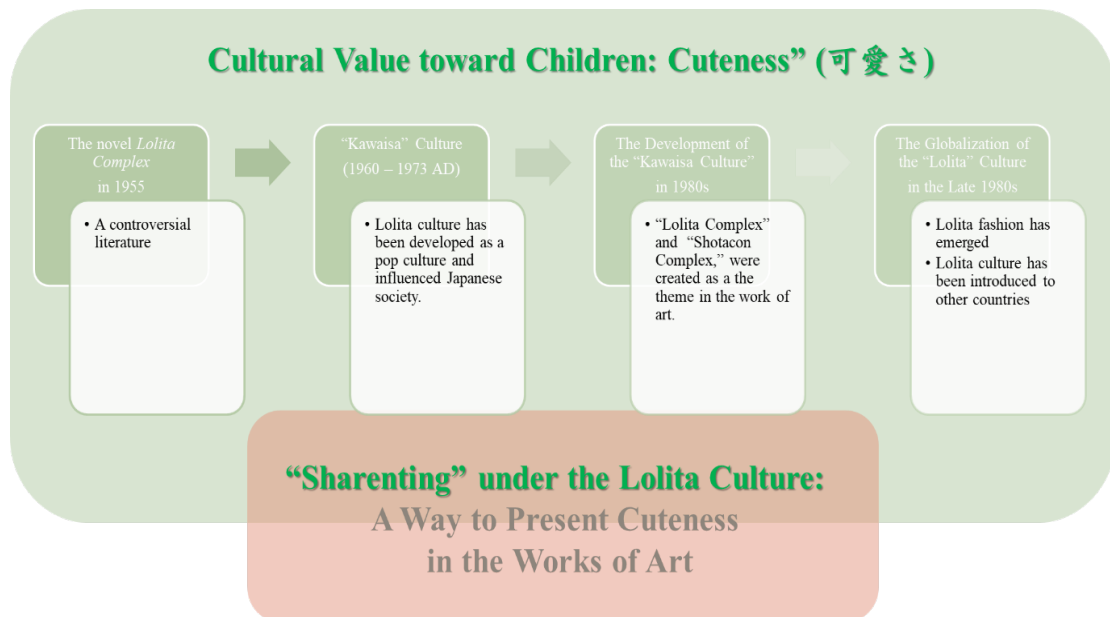 Cultural Value toward Children: Cuteness” (可愛さ)
The novel Lolita
Complex
in 1955
• A controversial
literature
“Kawaisa” Culture
(1960 – 1973 AD)
• Lolita culture has
been developed as a
pop culture and
influenced Japanese
society.
The Development of
the “Kawaisa Culture”
in 1980s
• “Lolita Complex”
and “Shotacon
Complex,” were
created as a the
theme in the work of
art.
The Globalization of
the “Lolita” Culture
in the Late 1980s
• Lolita fashion has
emerged
• Lolita culture has
been introduced to
other countries
“Sharenting” under the Lolita Culture:
A Way to Present Cuteness
in the Works of Art